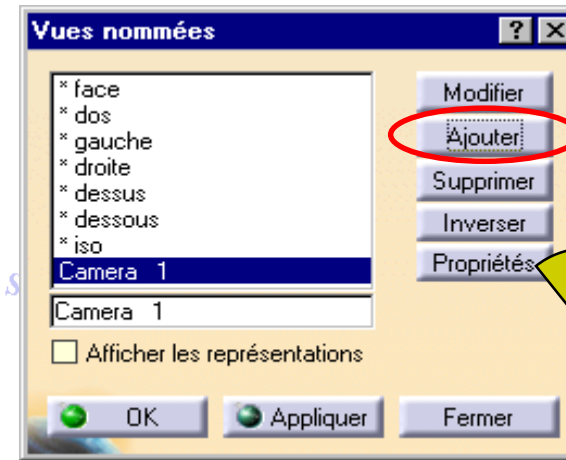 Vues nommées
* face
* dos
* gauche
* droite
* dessus
* dessous
* iso
Camera 1
Camera 1
Modifier
Ajouter
Supprimer
Inverser
Propriétés
Afficher les représentations
OK
Appliquer
Fermer